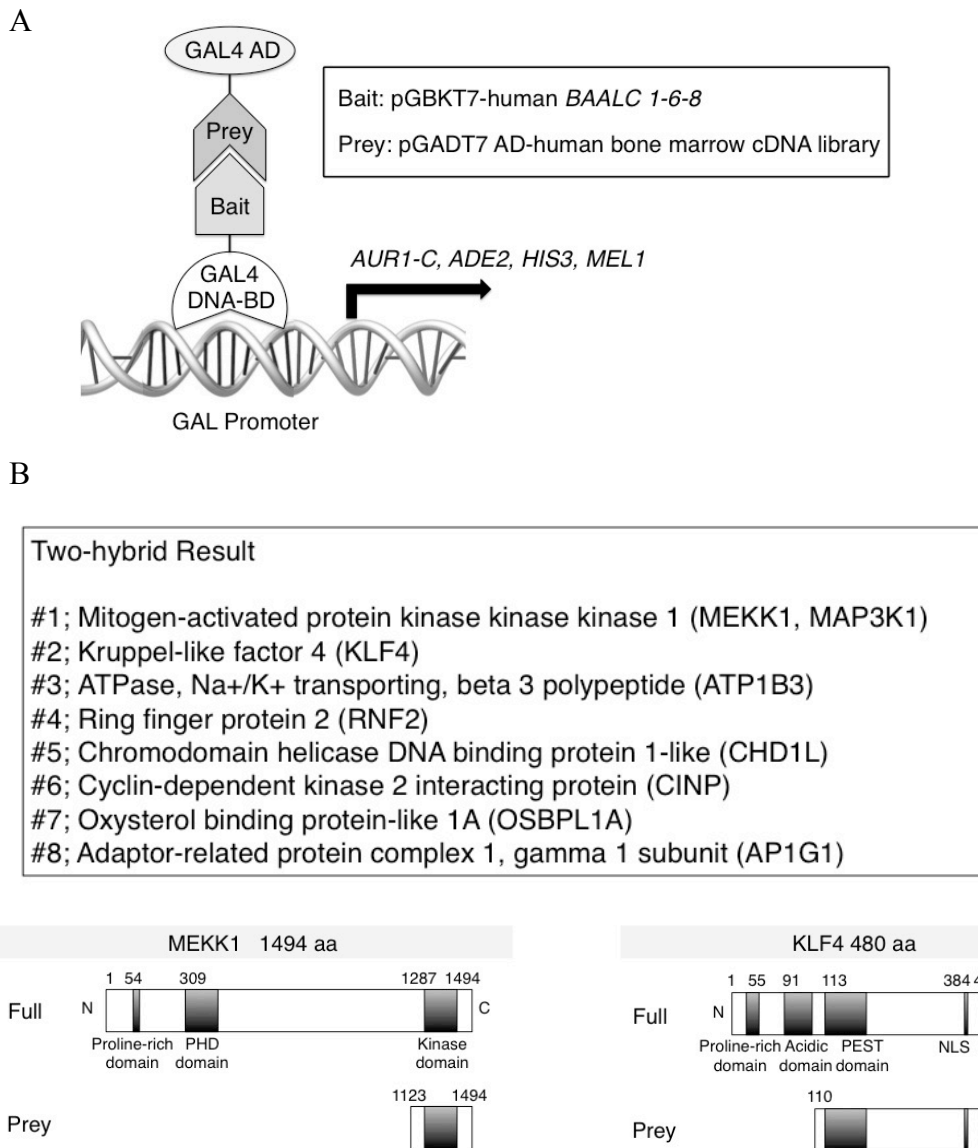 A
GAL4 AD
Prey
Bait
GAL4
DNA-BD
GAL Promoter
Bait: pGBKT7-human BAALC 1-6-8
Prey: pGADT7 AD-human bone marrow cDNA library
AUR1-C, ADE2, HIS3, MEL1
B
Two-hybrid Result
#1; Mitogen-activated protein kinase kinase kinase 1 (MEKK1, MAP3K1)
#2; Kruppel-like factor 4 (KLF4)
#3; ATPase, Na+/K+ transporting, beta 3 polypeptide (ATP1B3)
#4; Ring finger protein 2 (RNF2)
#5; Chromodomain helicase DNA binding protein 1-like (CHD1L)
#6; Cyclin-dependent kinase 2 interacting protein (CINP)
#7; Oxysterol binding protein-like 1A (OSBPL1A)
#8; Adaptor-related protein complex 1, gamma 1 subunit (AP1G1)
MEKK1 1494 aa
1 54 309 1287 1494
Full N C
Proline-rich domain
PHD domain
Kinase domain
1123 1494
Prey
KLF4 480 aa
1 55 91 113 384
Full N
Proline-rich domain
Acidic domain
PEST domain
NLS
110
Prey